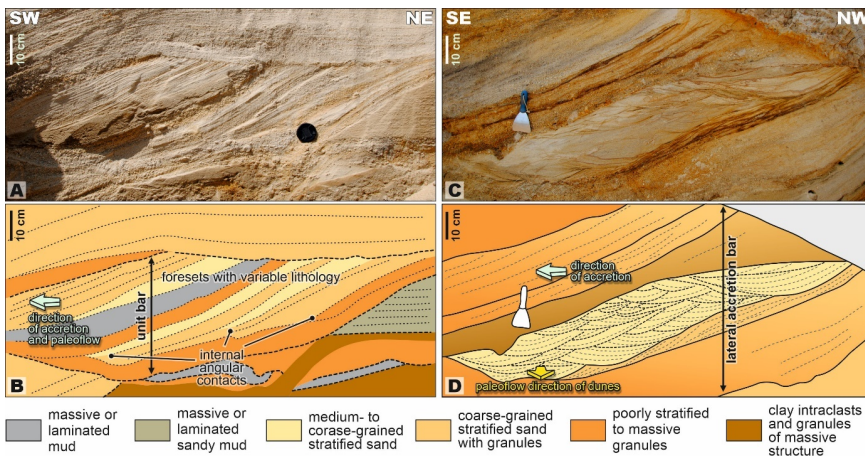 SW
NE
10 cm
A
SE
NW
10 cm
C
10 cm
foresets with variable lithology
unit bar
direction
of accretion
and paleoflow
internal
angular
contacts
B
10 cm
direction
of accretion
lateral accretion bar
paleoflow direction of dunes
D
massive or
laminated
mud
massive or
laminated
sandy mud
medium- to
corase-grained
stratified sand
coarse-grained
stratified sand
with granules
poorly stratified
to massive
granules
clay intraclasts
and granules
of massive
structure